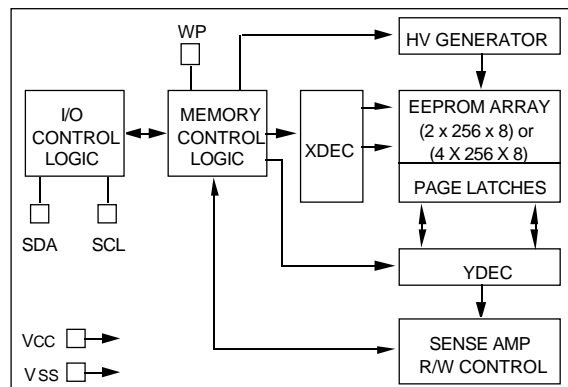 WP
HV GENERATOR
I/O
CONTROL
LOGIC
MEMORY
CONTROL
LOGIC
XDEC
EEPROM ARRAY
(2 x 256 x 8) or
(4 X 256 X 8)
PAGE LATCHES
SDA
SCL
YDEC
VCC
VSS
SENSE AMP
R/W CONTROL